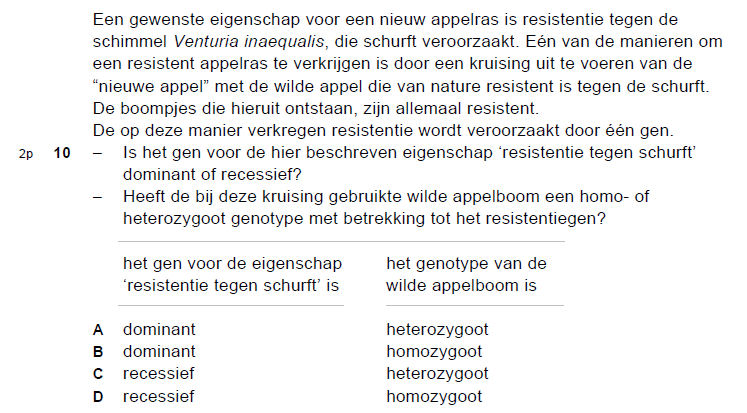 Een gewenste eigenschap voor een nieuw appelras is resistentie tegen de
schimmel Venturia inaequalis, die schurft veroorzaakt. Eén van de manieren om
een resistent appelras te verkrijgen is door een kruising uit te voeren van de
“nieuwe appel” met de wilde appel die van nature resistent is tegen de schurft.
De boompjes die hieruit ontstaan, zijn allemaal resistent.
De op deze manier verkregen resistentie wordt veroorzaakt door één gen.
2p 10 – Is het gen voor de hier beschreven eigenschap ‘resistentie tegen schurft’
dominant of recessief?
– Heeft de bij deze kruising gebruikte wilde appelboom een homo- of
heterozygoot genotype met betrekking tot het resistentiegen?
het gen voor de eigenschap het genotype van de
‘resistentie tegen schurft’ is wilde appelboom is
A dominant heterozygoot
B dominant homozygoot
C recessief heterozygoot
D recessief homozygoot